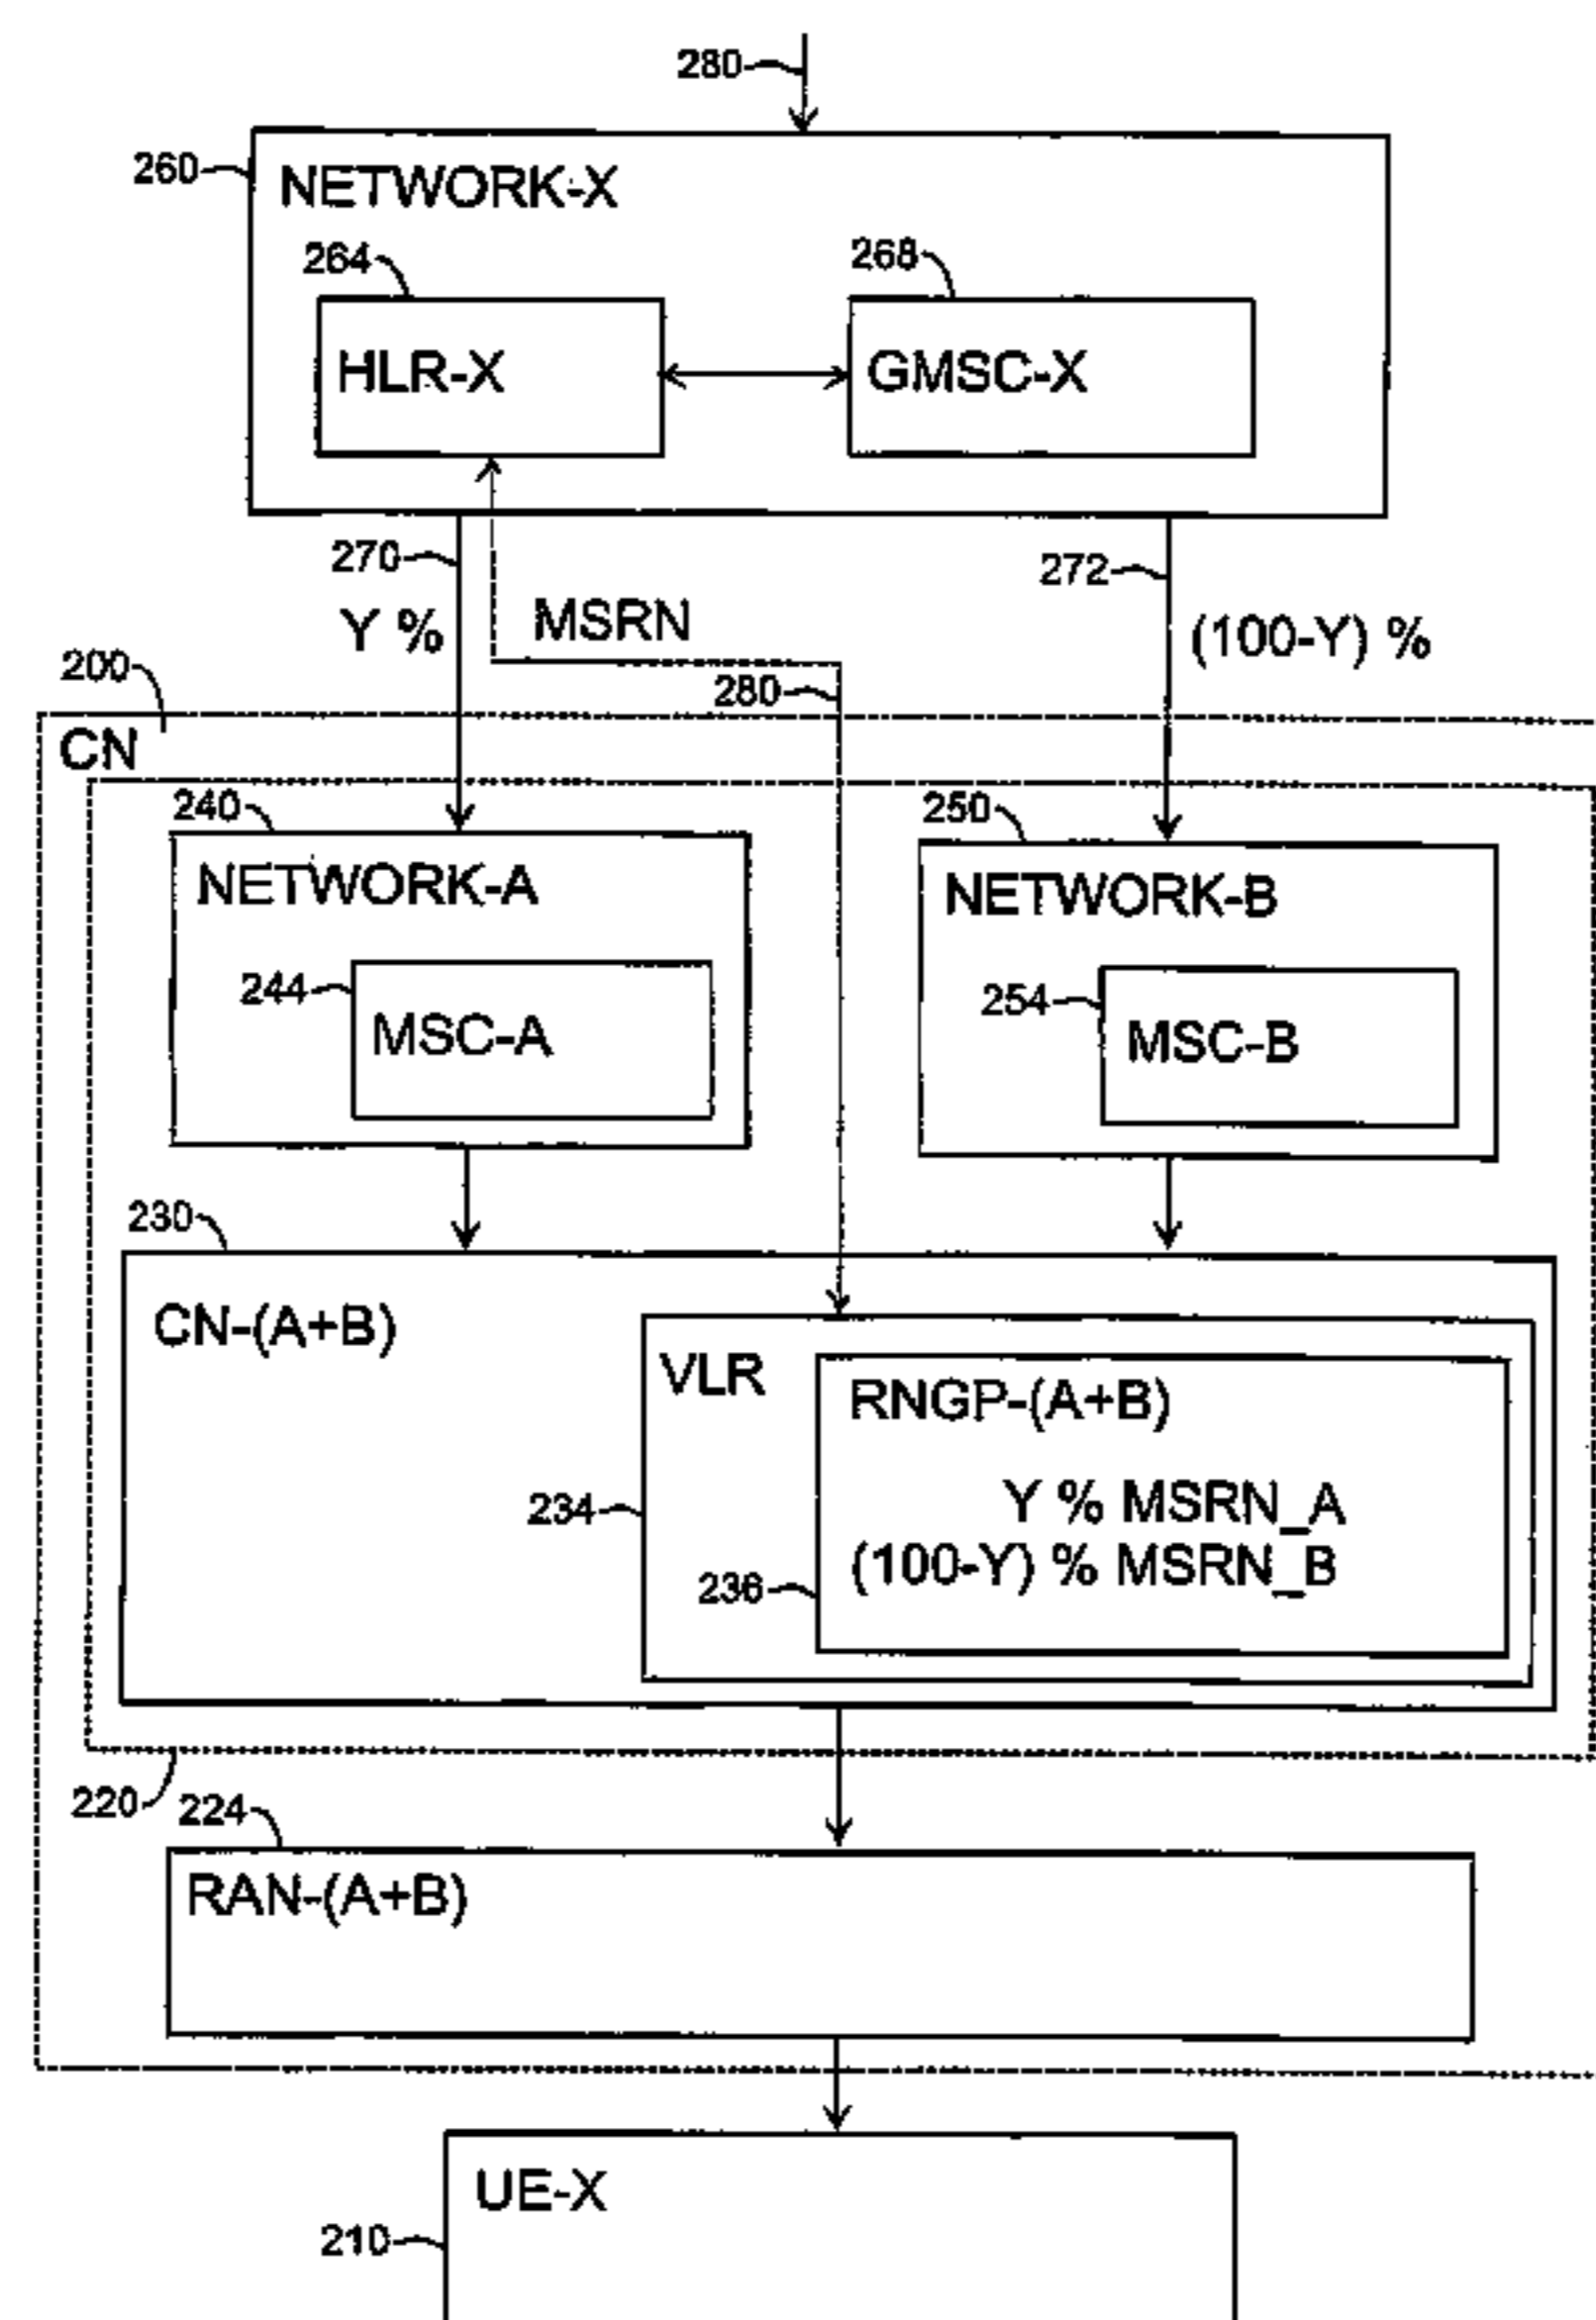 280
260
NETWORK-X
264
268
HLR-X
GMSC-X
270
272
Y %
MSRN
(100-Y) %
200
280
CN
240
250
NETWORK-A
NETWORK-B
244
254
MSC-A
MSC-B
230
CN-(A+B)
VLR
RNGP-(A+B)
234
Y % MSRN_A
(100-Y) % MSRN_B
236
220
224
RAN-(A+B)
UE-X
210